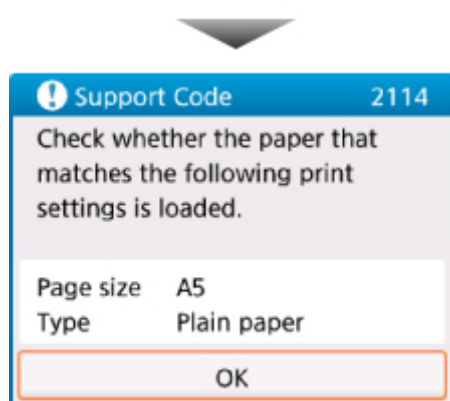 Support Code 2114
Check whether the paper that
matches the following print
settings is loaded.
Page size A5
Type Plain paper
OK